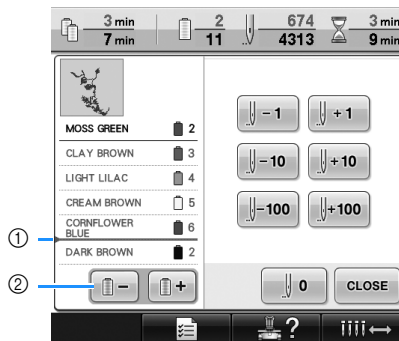 3 min 2 674 3 min
7 min 11 4313 9 min
MOSS GREEN 2
CLAY BROWN 3
LIGHT LILAC 4
CREAM BROWN 5
CORNFLOWER
BLUE 6
①
DARK BROWN 2
②
− +
− 1 + 1
− 10 + 10
−100 +100
0 CLOSE
?